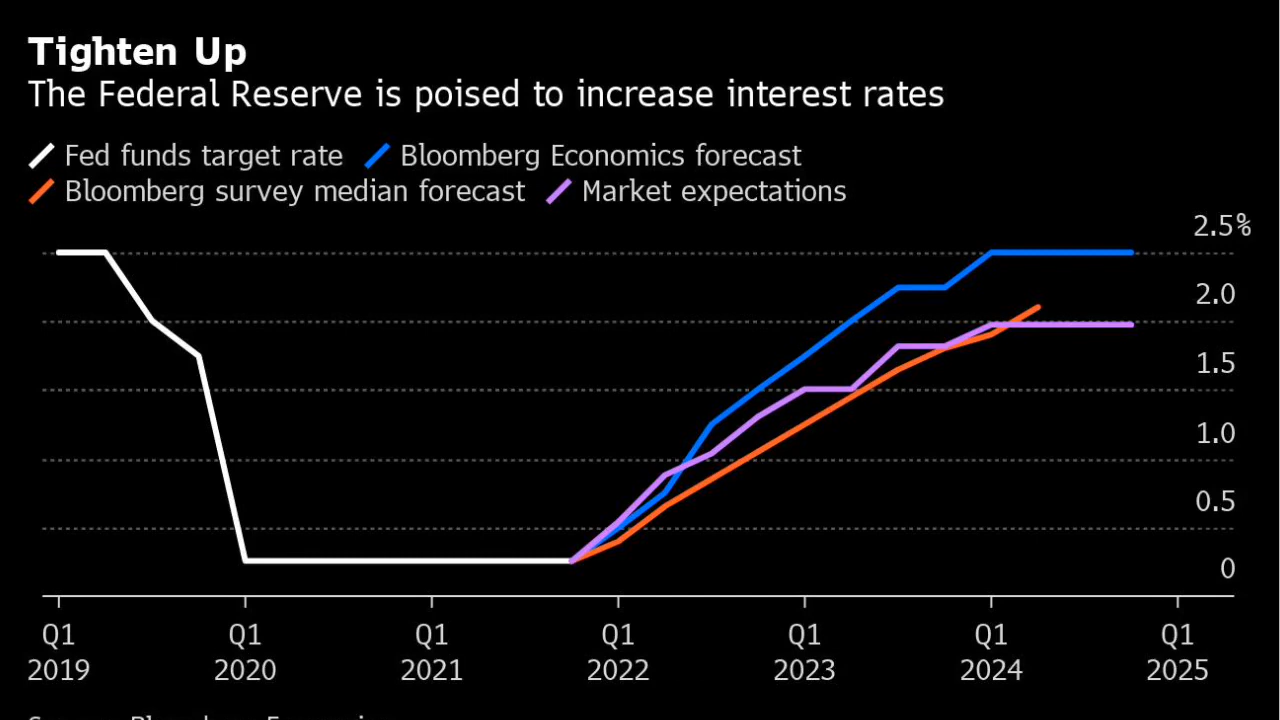 Tighten Up
The Federal Reserve is poised to increase interest rates
Fed funds target rate Bloomberg Economics forecast
Bloomberg survey median forecast Market expectations
2.5%
2.0
1.5
1.0
0.5
0
Q1 Q1 Q1 Q1 Q1 Q1 Q1
2019 2020 2021 2022 2023 2024 2025